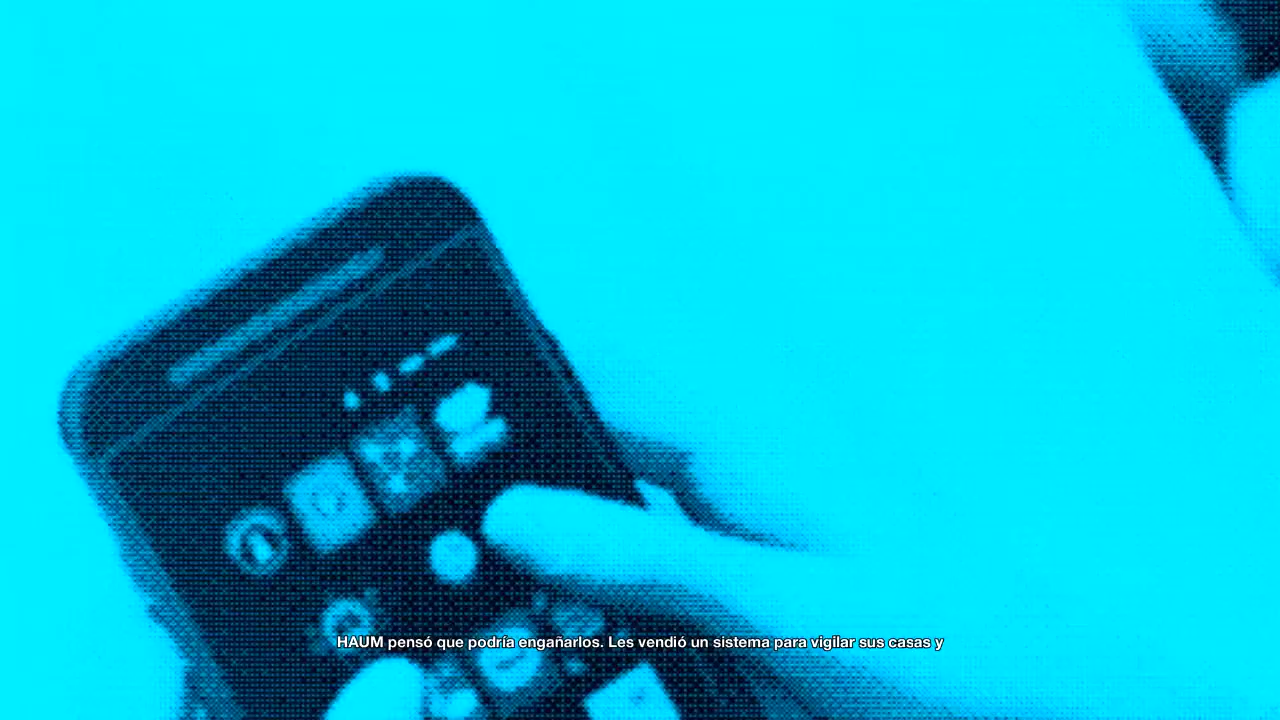 HAUM pensó que podría engañarlos. Les vendió un sistema para vigilar sus casas y